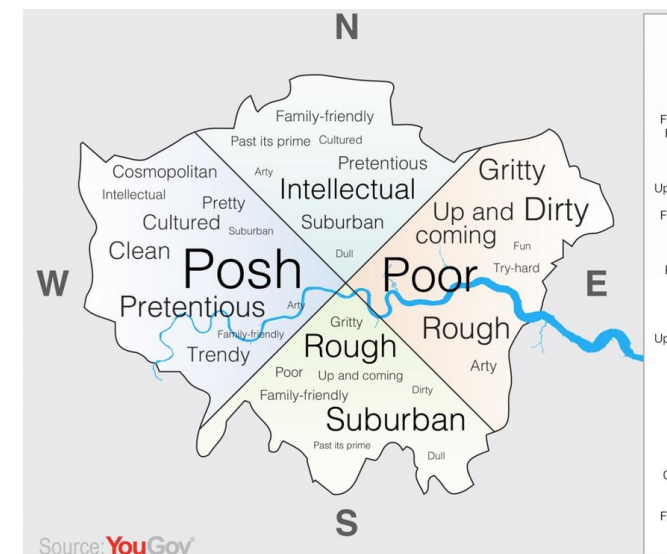 N
Family-friendly
Past its prime Cultured
Arty
Pretentious
Intellectual
Suburban
Dull
W
Cosmopolitan
Intellectual
Pretty
Cultured
Suburban
Clean
Posh
Pretentious
Arty
Family-friendly
Trendy
Gritty
Up and
coming
Dirty
Fun
Poor
Try-hard
Rough
Arty
E
Gritty
Rough
Poor
Up and coming
Dirty
Family-friendly
Suburban
Past its prime
Dull
S
Source: YouGov